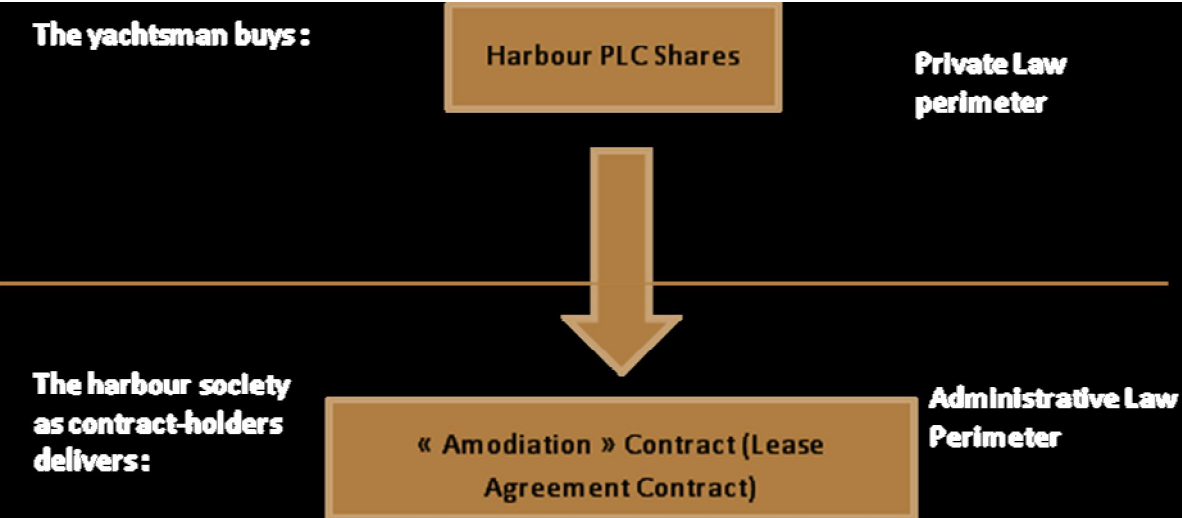 The yachtsman buys :
Harbour PLC Shares
Private Law
perimeter
The harbour society
as contract-holders
delivers :
« Amodiation » Contract (Lease
Agreement Contract)
Administrative Law
Perimeter